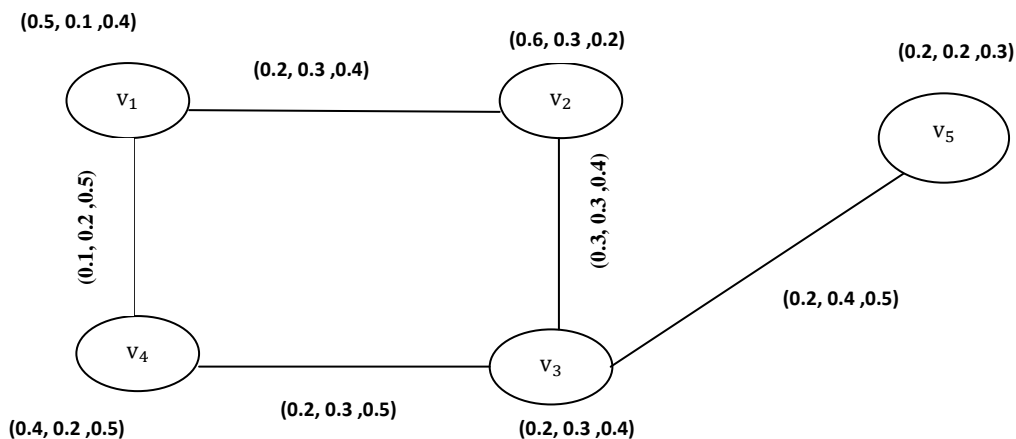 (0.5, 0.1 ,0.4)
(0.6, 0.3 ,0.2)
(0.2, 0.2 ,0.3)
(0.2, 0.3 ,0.4)
v1
v2
v5
(0.1, 0.2 ,0.5)
(0.3, 0.3 ,0.4)
(0.2, 0.4 ,0.5)
v4
v3
(0.2, 0.3 ,0.5)
(0.4, 0.2 ,0.5)
(0.2, 0.3 ,0.4)